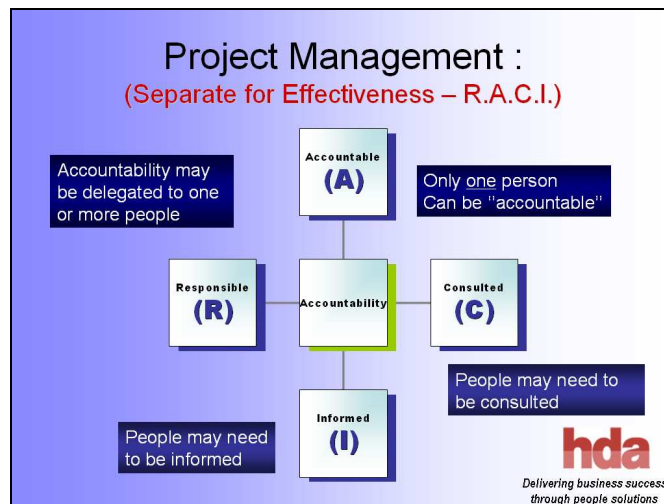 Project Management :
(Separate for Effectiveness – R.A.C.I.)
Accountability may
be delegated to one
or more people
Accountable
(A)
Only one person
Can be "accountable"
Responsible
(R)
Accountability
Consulted
(C)
People may need
to be informed
Informed
(I)
People may need to
be consulted
hda
Delivering business success
through people solutions